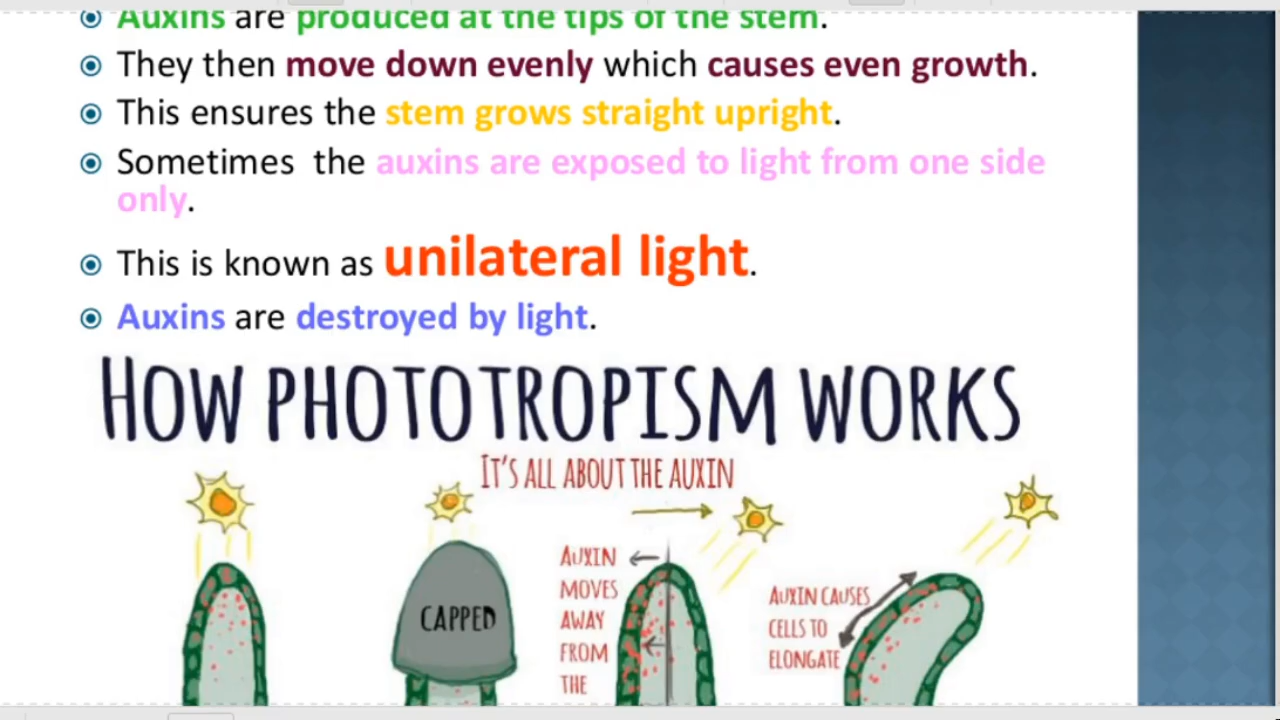 Auxins are produced at the tips of the stem.
They then move down evenly which causes even growth.
This ensures the stem grows straight upright.
Sometimes the auxins are exposed to light from one side
only.
This is known as unilateral light.
Auxins are destroyed by light.
HOW PHOTOTROPISM WORKS
IT'S ALL ABOUT THE AUXIN
CAPPED
AUXIN
MOVES
AWAY
FROM
THE
AUXIN CAUSES
CELLS TO
ELONGATE